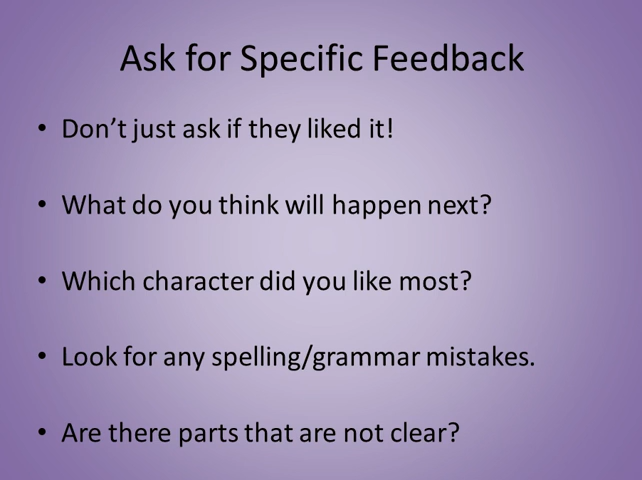 Ask for Specific Feedback
• Don’t just ask if they liked it!
• What do you think will happen next?
• Which character did you like most?
• Look for any spelling/grammar mistakes.
• Are there parts that are not clear?